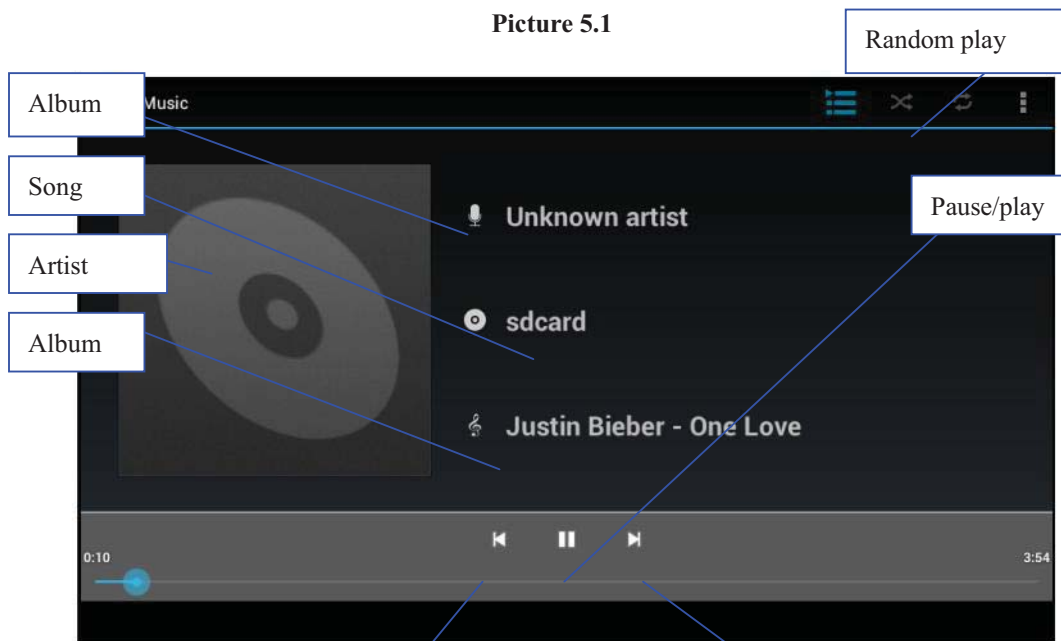 Picture 5.1
Random play
Album
Music
Song
Unknown artist
Pause/play
Artist
sdcard
Album
Justin Bieber - One Love
0:10
3:54